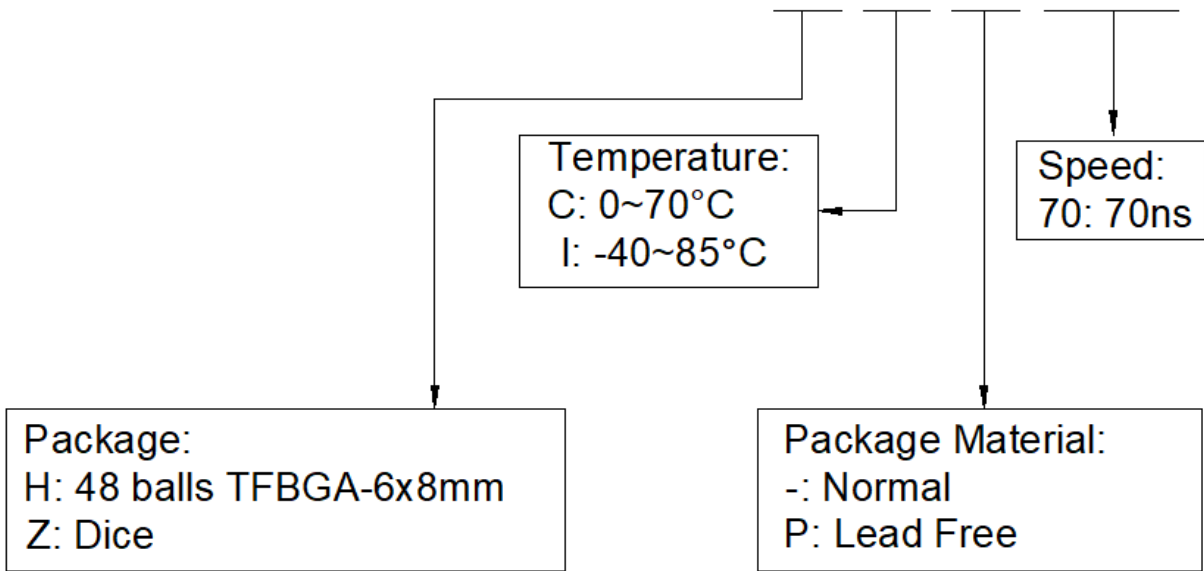 Temperature:
C: 0~70°C
I: -40~85°C
Speed:
70: 70ns
Package:
H: 48 balls TFBGA-6x8mm
Z: Dice
Package Material:
-: Normal
P: Lead Free